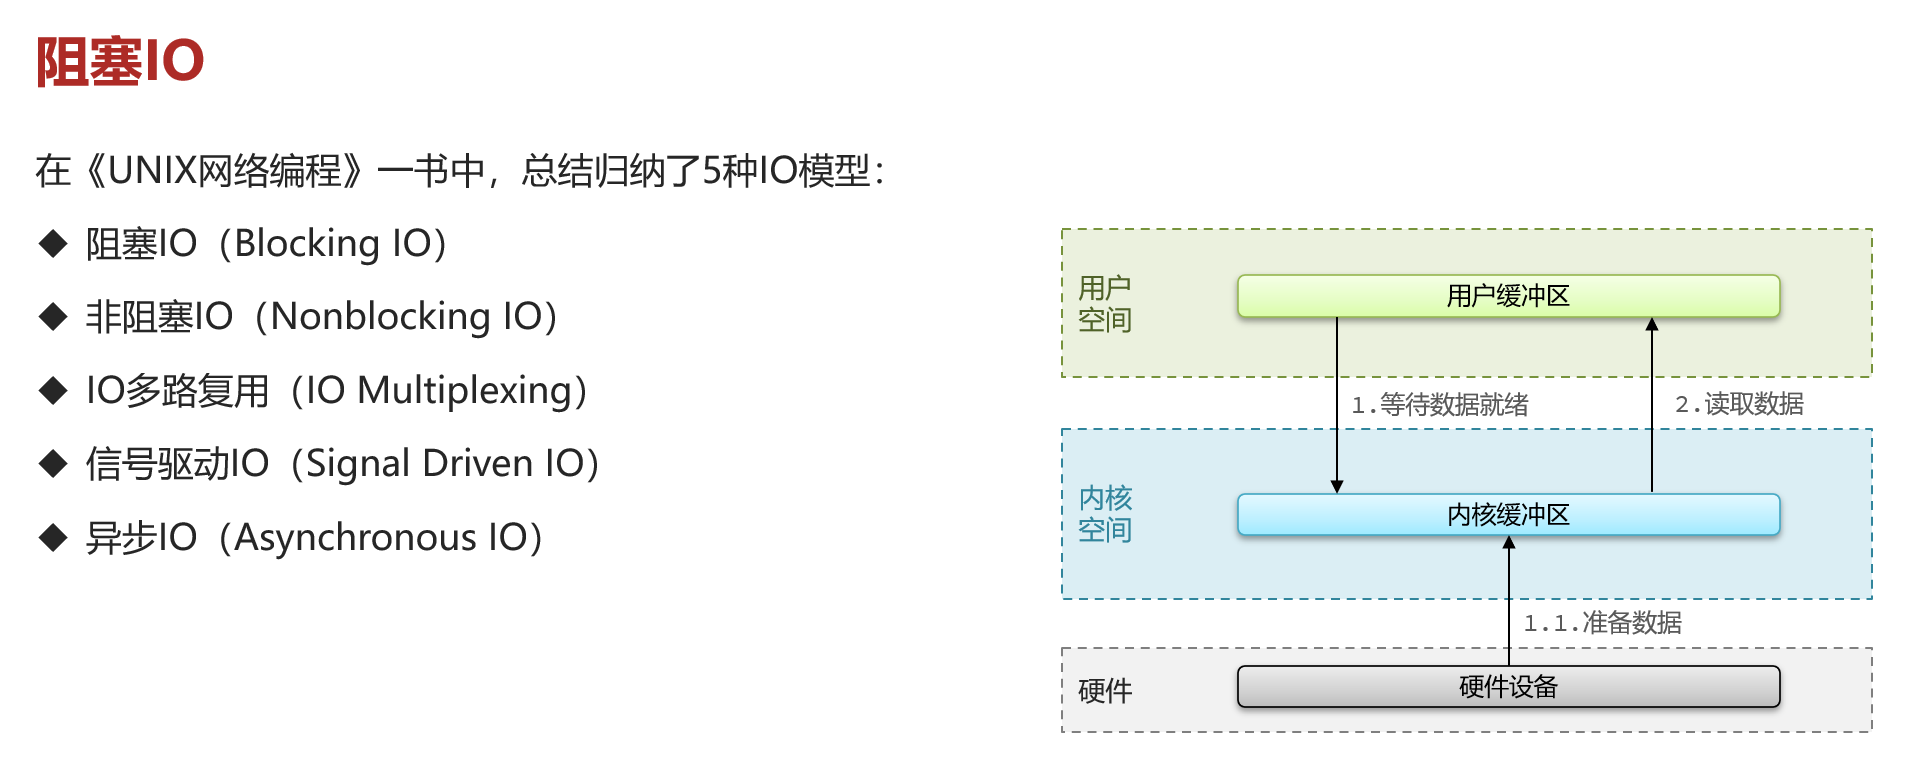 阻塞IO
在《UNIX网络编程》一书中，总结归纳了5种IO模型：
◆ 阻塞IO（Blocking IO）
◆ 非阻塞IO（Nonblocking IO）
◆ IO多路复用（IO Multiplexing）
◆ 信号驱动IO（Signal Driven IO）
◆ 异步IO（Asynchronous IO）
用户
空间
用户缓冲区
1.等待数据就绪
2.读取数据
内核
空间
内核缓冲区
1.1.准备数据
硬件
硬件设备